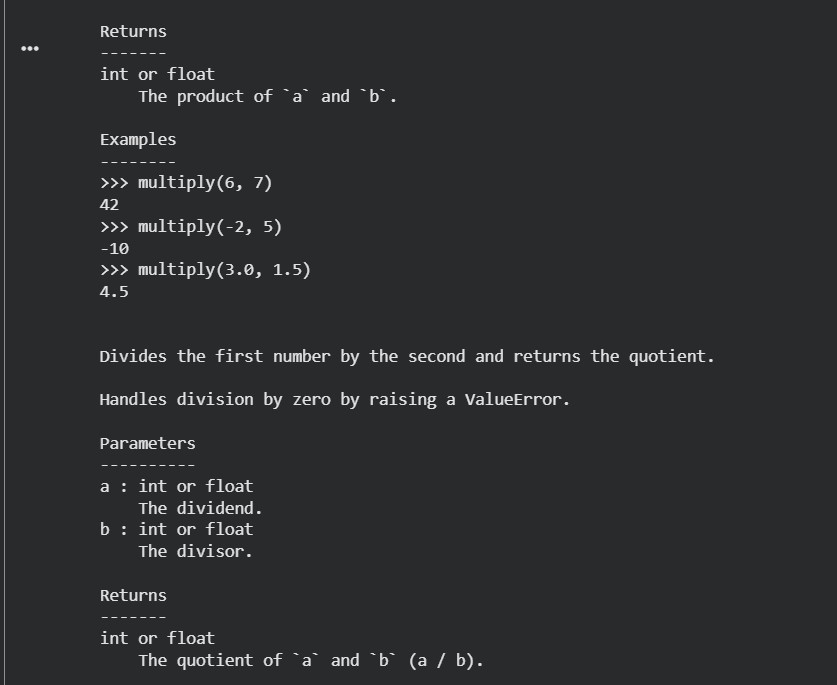 Returns
-------
int or float
    The product of `a` and `b`.

Examples
--------
>>> multiply(6, 7)
42
>>> multiply(-2, 5)
-10
>>> multiply(3.0, 1.5)
4.5

Divides the first number by the second and returns the quotient.

Handles division by zero by raising a ValueError.

Parameters
----------
a : int or float
    The dividend.
b : int or float
    The divisor.

Returns
-------
int or float
    The quotient of `a` and `b` (a / b).